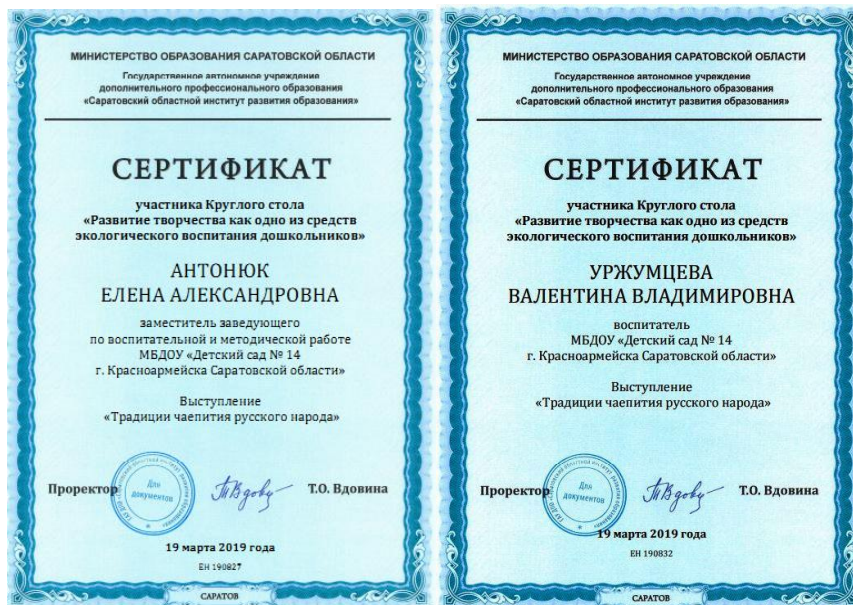 МИНИСТЕРСТВО ОБРАЗОВАНИЯ САРАТОВСКОЙ ОБЛАСТИ
Государственное автономное учреждение
дополнительного профессионального образования
«Саратовский областной институт развития образования»
СЕРТИФИКАТ
участника Круглого стола
«Развитие творчества как одно из средств
экологического воспитания дошкольников»
АНТОНЮК
ЕЛЕНА АЛЕКСАНДРОВНА
заместитель заведующего
по воспитательной и методической работе
МБДОУ «Детский сад № 14
г. Красноармейска Саратовской области»
Выступление
«Традиции чаепития русского народа»
Проректор
Для
документов
Т.О. Вдовина
19 марта 2019 года
ЕН 190827
САРАТОВ
МИНИСТЕРСТВО ОБРАЗОВАНИЯ САРАТОВСКОЙ ОБЛАСТИ
Государственное автономное учреждение
дополнительного профессионального образования
«Саратовский областной институт развития образования»
СЕРТИФИКАТ
участника Круглого стола
«Развитие творчества как одно из средств
экологического воспитания дошкольников»
УРЖУМЦЕВА
ВАЛЕНТИНА ВЛАДИМИРОВНА
воспитатель
МБДОУ «Детский сад № 14
г. Красноармейска Саратовской области»
Выступление
«Традиции чаепития русского народа»
Проректор
Для
документов
Т.О. Вдовина
19 марта 2019 года
ЕН 190832
САРАТОВ